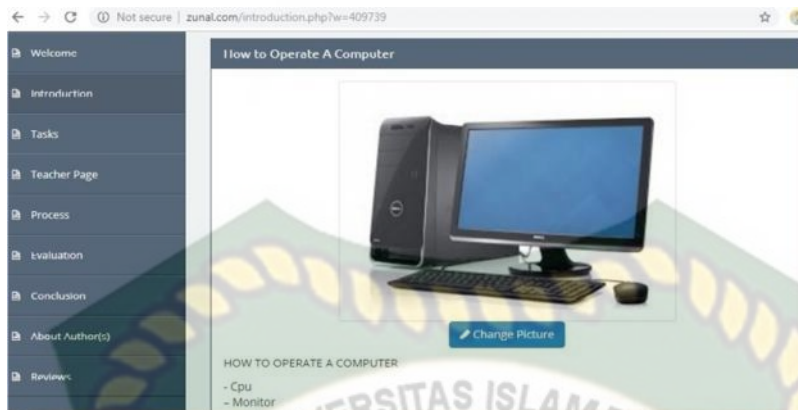 Not secure | zunal.com/introduction.php?w=409739
Welcome
Introduction
Tasks
Teacher Page
Process
Evaluation
Conclusion
About Author(s)
Reviews
How to Operate A Computer
DELL
Change Picture
HOW TO OPERATE A COMPUTER
- Cpu
– Monitor
ERSITAS ISLAM